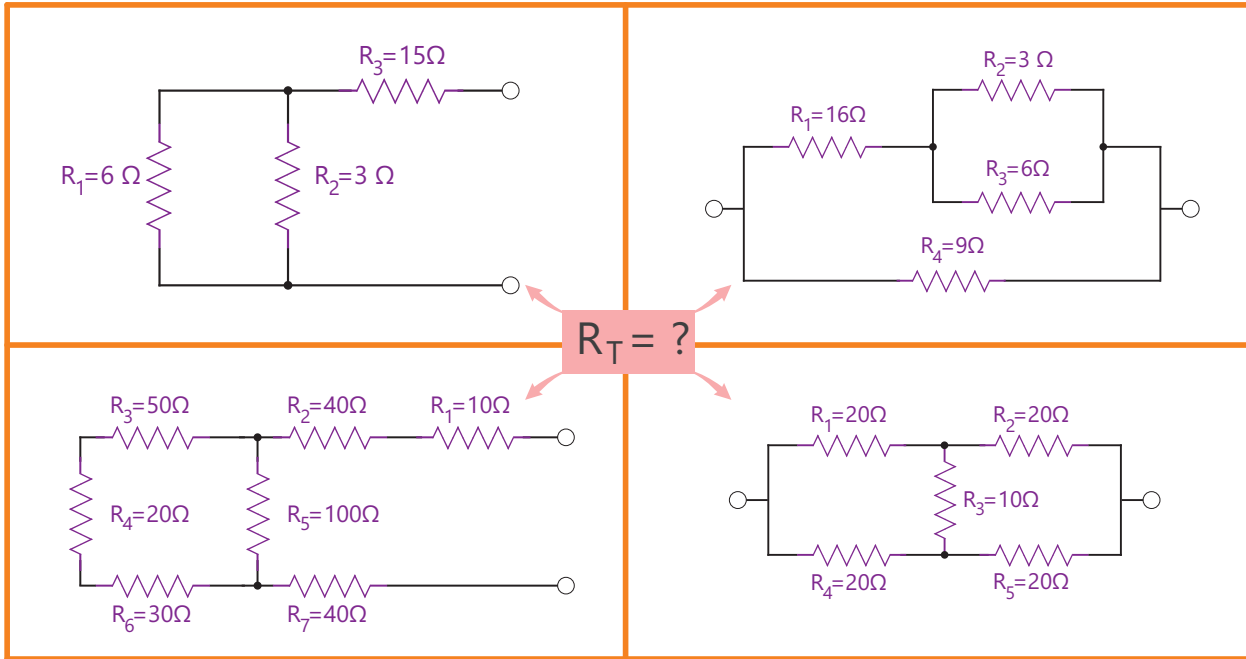 R3=15Ω
R1=6 Ω
R2=3 Ω
R2=3 Ω
R1=16Ω
R3=6Ω
R4=9Ω
RT= ?
R3=50Ω
R2=40Ω
R1=10Ω
R4=20Ω
R5=100Ω
R6=30Ω
R7=40Ω
R1=20Ω
R2=20Ω
R3=10Ω
R4=20Ω
R5=20Ω